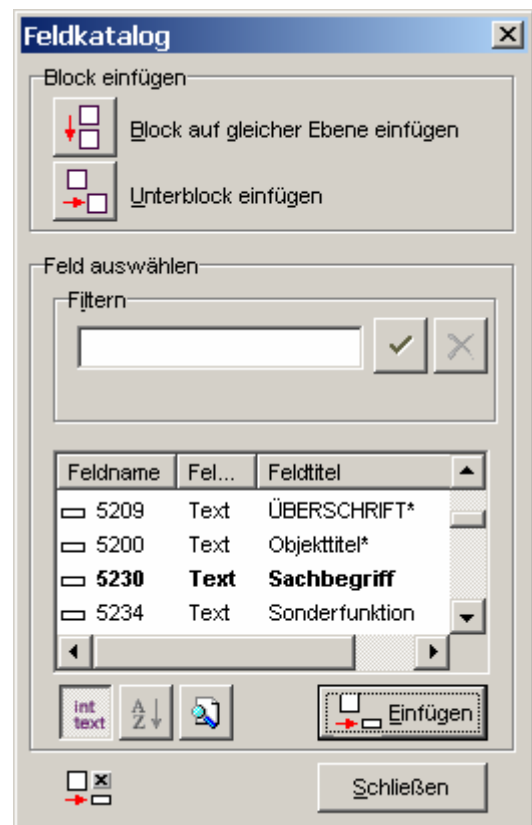 Feldkatalog
Block einfügen
Block auf gleicher Ebene einfügen
Unterblock einfügen
Feld auswählen
Filtern
Feldname Fel... Feldtitel
5209 Text ÜBERSCHRIFT*
5200 Text Objekttitel*
5230 Text Sachbegriff
5234 Text Sonderfunktion
int
text
A
Z
Einfügen
Schließen